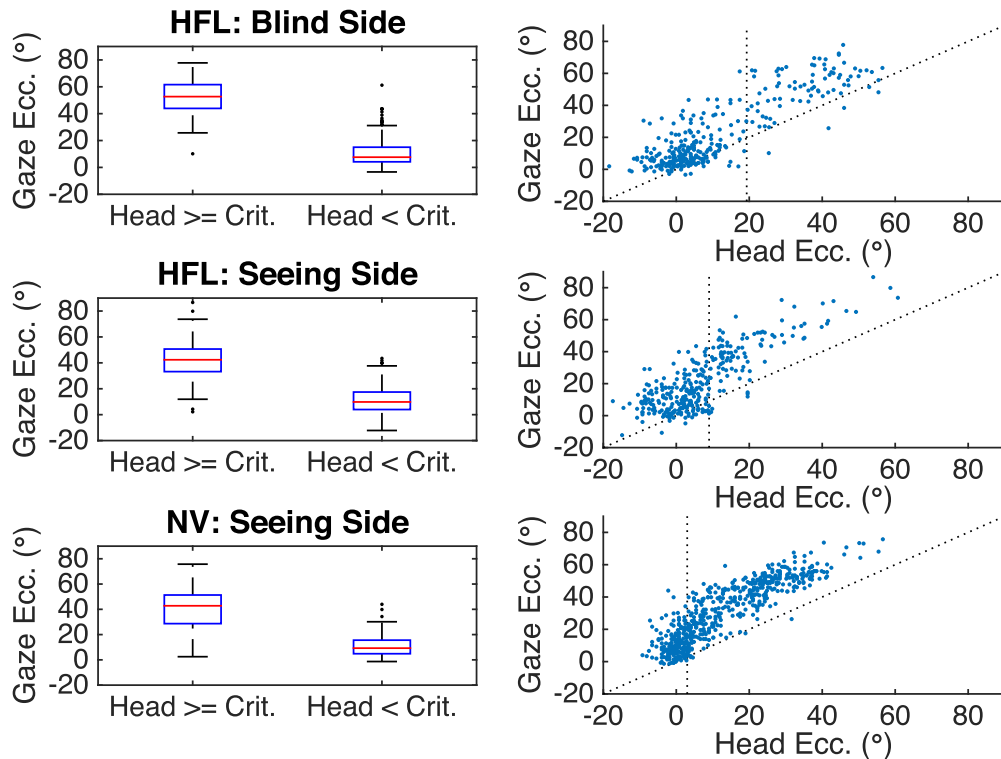 HFL: Blind Side
Gaze Ecc. (°)
80
60
40
20
0
-20
Head >= Crit.
Head < Crit.
Gaze Ecc. (°)
80
60
40
20
0
-20
-20 0 20 40 60 80
Head Ecc. (°)
HFL: Seeing Side
Gaze Ecc. (°)
80
60
40
20
0
-20
Head >= Crit.
Head < Crit.
Gaze Ecc. (°)
80
60
40
20
0
-20
-20 0 20 40 60 80
Head Ecc. (°)
NV: Seeing Side
Gaze Ecc. (°)
80
60
40
20
0
-20
Head >= Crit.
Head < Crit.
Gaze Ecc. (°)
80
60
40
20
0
-20
-20 0 20 40 60 80
Head Ecc. (°)